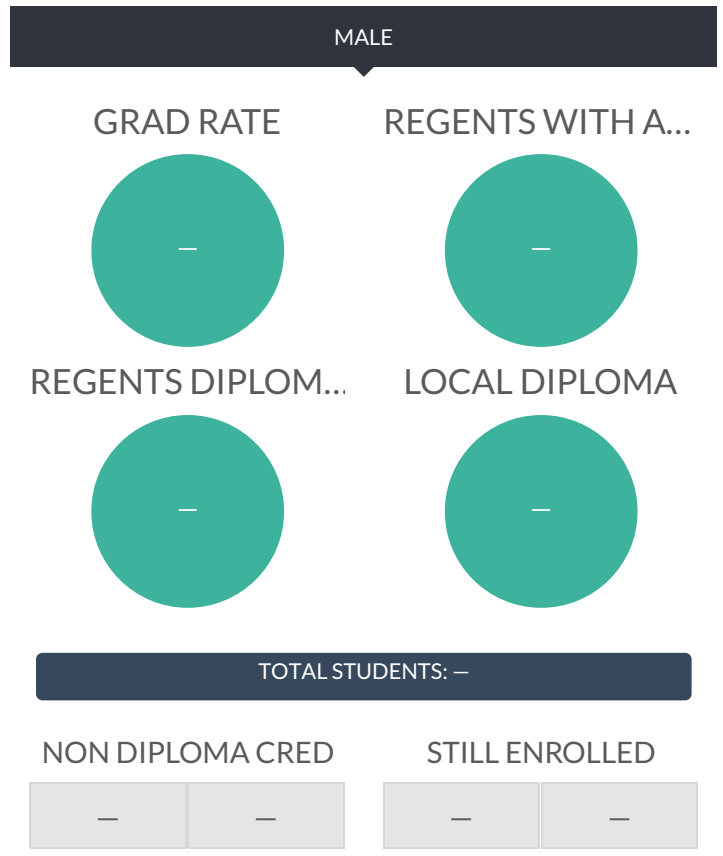 MALE
GRAD RATE
REGENTS WITH A...
—
—
REGENTS DIPLOM...
LOCAL DIPLOMA
—
—
TOTAL STUDENTS: —
NON DIPLOMA CRED
STILL ENROLLED
— — — —